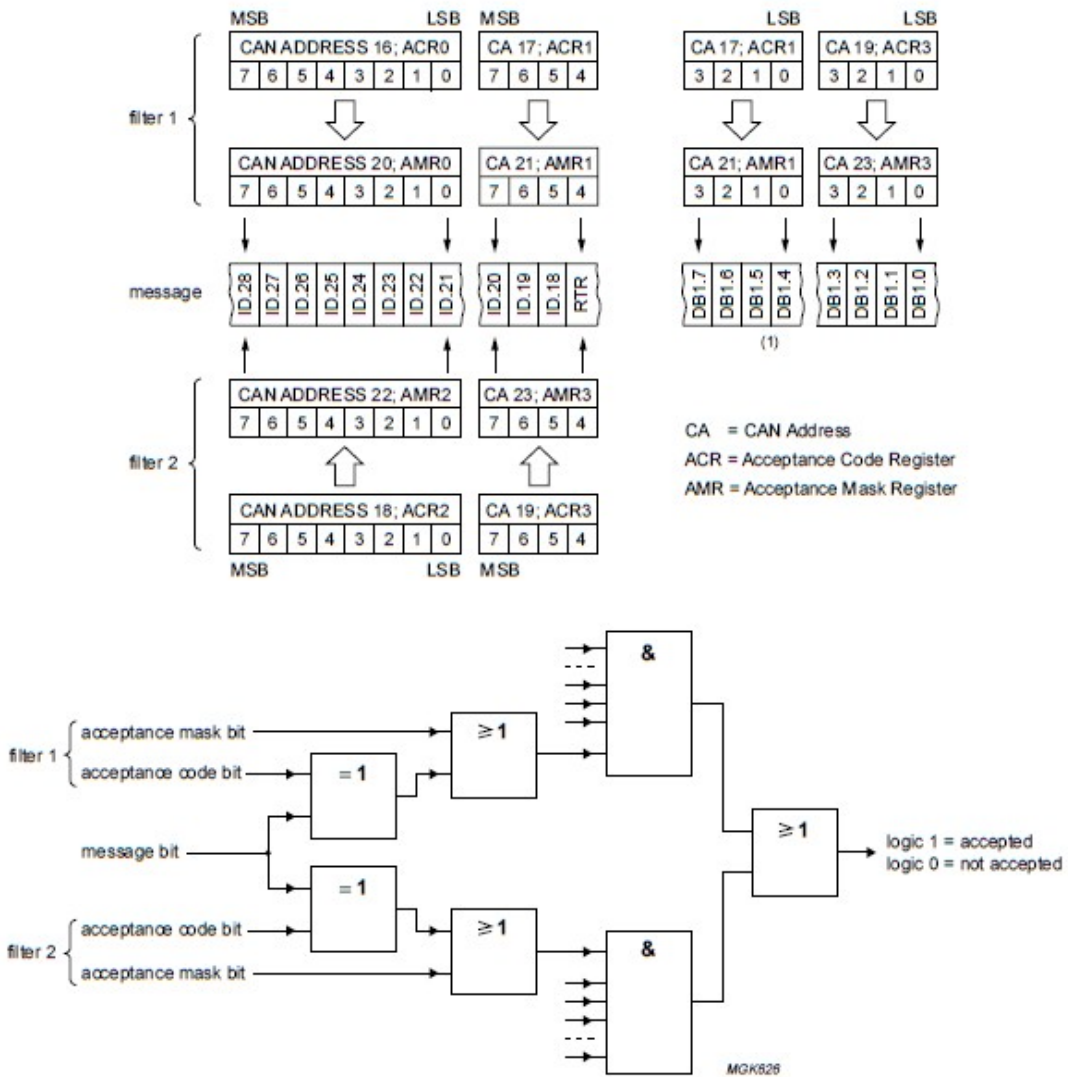 MSB LSB MSB LSB LSB
CAN ADDRESS 16; ACR0 CA 17; ACR1 CA 17; ACR1 CA 19; ACR3
7 6 5 4 3 2 1 0 7 6 5 4 3 2 1 0 3 2 1 0
filter 1
CAN ADDRESS 20; AMR0 CA 21; AMR1 CA 21; AMR1 CA 23; AMR3
7 6 5 4 3 2 1 0 7 6 5 4 3 2 1 0 3 2 1 0
message ID.28 ID.27 ID.26 ID.25 ID.24 ID.23 ID.22 ID.21 ID.20 ID.19 ID.18 RTR DB1.7 DB1.6 DB1.5 DB1.4 DB1.3 DB1.2 DB1.1 DB1.0
(1)
CAN ADDRESS 22; AMR2 CA 23; AMR3
7 6 5 4 3 2 1 0 7 6 5 4
filter 2
CAN ADDRESS 18; ACR2 CA 19; ACR3
7 6 5 4 3 2 1 0 7 6 5 4
MSB LSB MSB
CA = CAN Address
ACR = Acceptance Code Register
AMR = Acceptance Mask Register
&
filter 1
acceptance mask bit
≥1
acceptance code bit
=1
message bit
≥1
logic 1 = accepted
logic 0 = not accepted
=1
filter 2
acceptance code bit
≥1
acceptance mask bit
&
MGK626